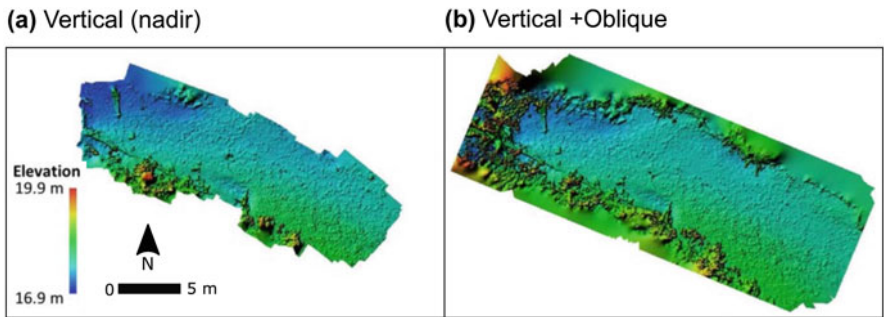 (a) Vertical (nadir)
(b) Vertical +Oblique
Elevation
19.9 m
16.9 m
N
0 5 m